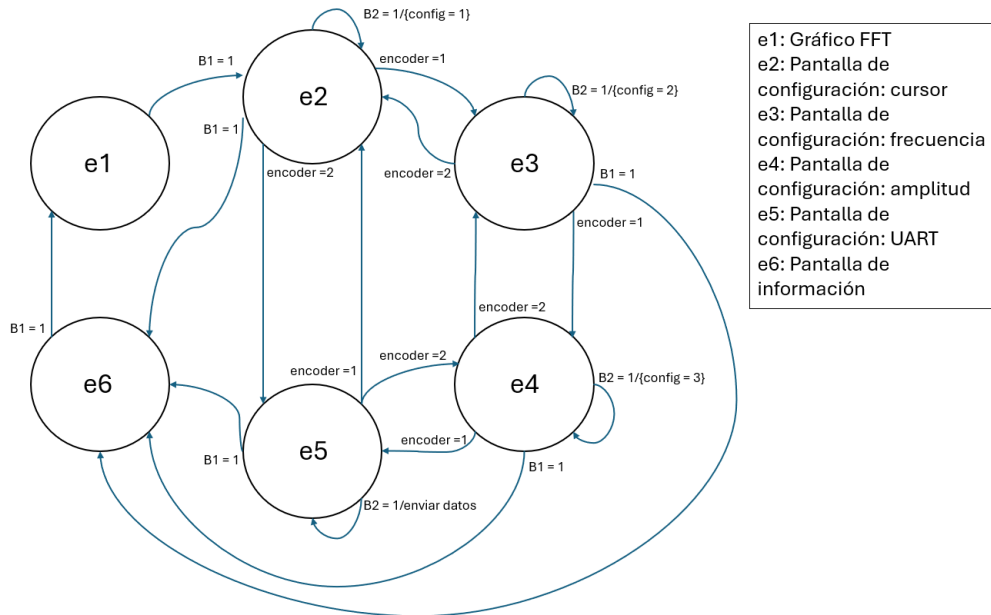 B2 = 1/{config = 1}
encoder =1
B1 = 1
e2
B2 = 1/{config = 2}
B1 = 1
e1
encoder =2
encoder =2
e3
B1 = 1
encoder =1
encoder =2
B1 = 1
encoder =2
encoder =1
B2 = 1/{config = 3}
e6
e4
e5
encoder =1
B1 = 1
B1 = 1
B2 = 1/enviar datos
e1: Gráfico FFT
e2: Pantalla de
configuración: cursor
e3: Pantalla de
configuración: frecuencia
e4: Pantalla de
configuración: amplitud
e5: Pantalla de
configuración: UART
e6: Pantalla de
información